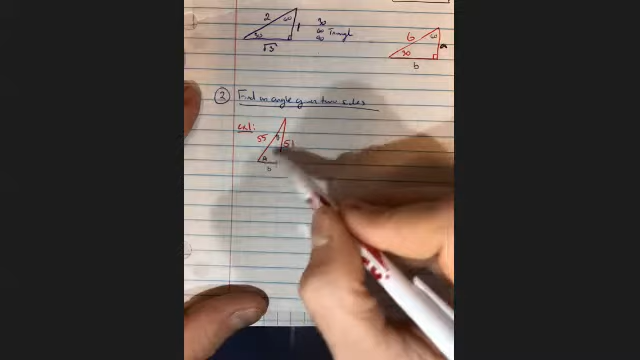 2
60
1
30
√3
30
60
90 Triangle
6
60
30
a
b
② Find an angle given two sides
ex1:
55
51
b